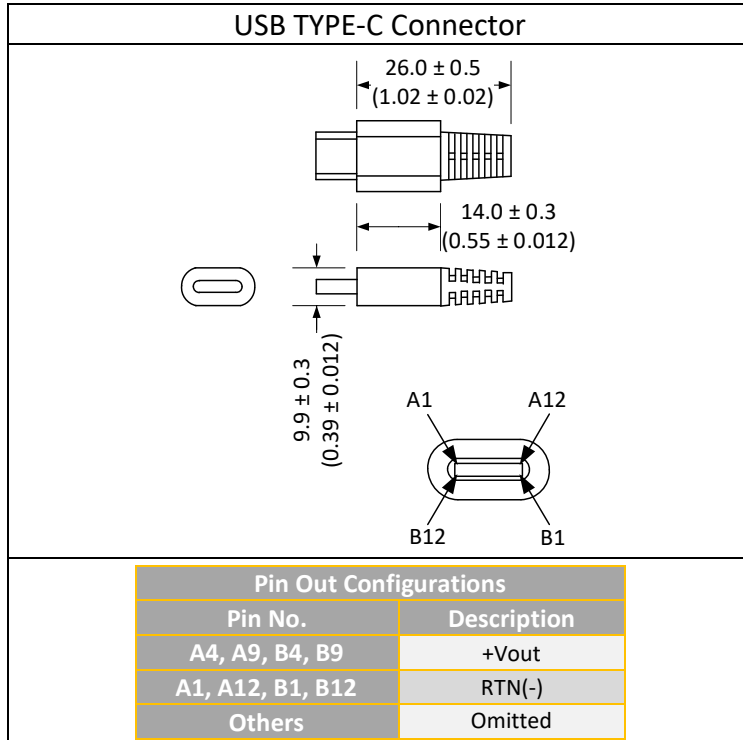 USB TYPE-C Connector
26.0 ± 0.5
(1.02 ± 0.02)
14.0 ± 0.3
(0.55 ± 0.012)
9.9 ± 0.3
(0.39 ± 0.012)
A1 A12
B12 B1
Pin Out Configurations
Pin No. Description
A4, A9, B4, B9 +Vout
A1, A12, B1, B12 RTN(-)
Others Omitted